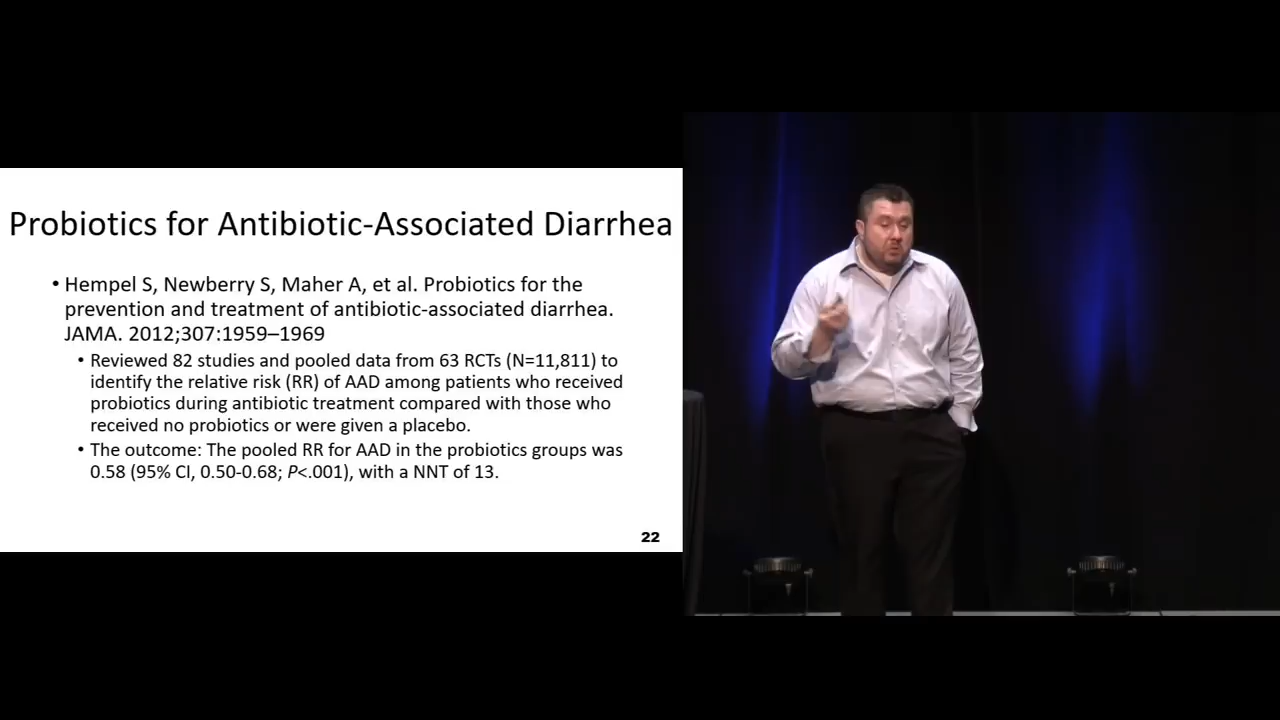 Probiotics for Antibiotic-Associated Diarrhea
• Hempel S, Newberry S, Maher A, et al. Probiotics for the
prevention and treatment of antibiotic-associated diarrhea.
JAMA. 2012;307:1959–1969
• Reviewed 82 studies and pooled data from 63 RCTs (N=11,811) to
identify the relative risk (RR) of AAD among patients who received
probiotics during antibiotic treatment compared with those who
received no probiotics or were given a placebo.
• The outcome: The pooled RR for AAD in the probiotics groups was
0.58 (95% CI, 0.50-0.68; P<.001), with a NNT of 13.
22